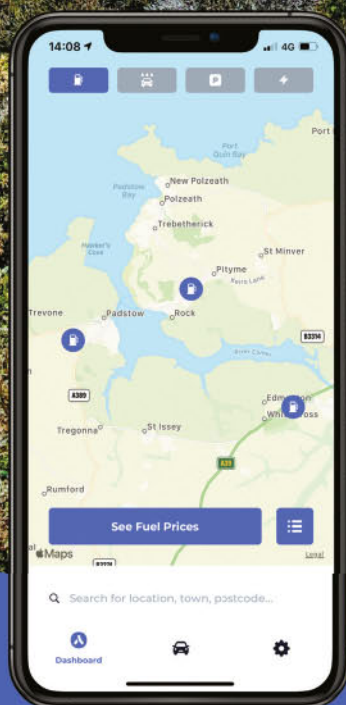 14:08
4G
P
Port
Port
Quin Bay
New Polzeath
Padstow
Bay
Polzeath
Trebetherick
Hawker's
Cove
St Minver
Pityme
Keiro Lane
Trevone
Padstow
Rock
B3314
River Camel
A389
Tregonna
St Issey
A39
Rumford
See Fuel Prices
Maps
Legal
Search for location, town, postcode...
Dashboard